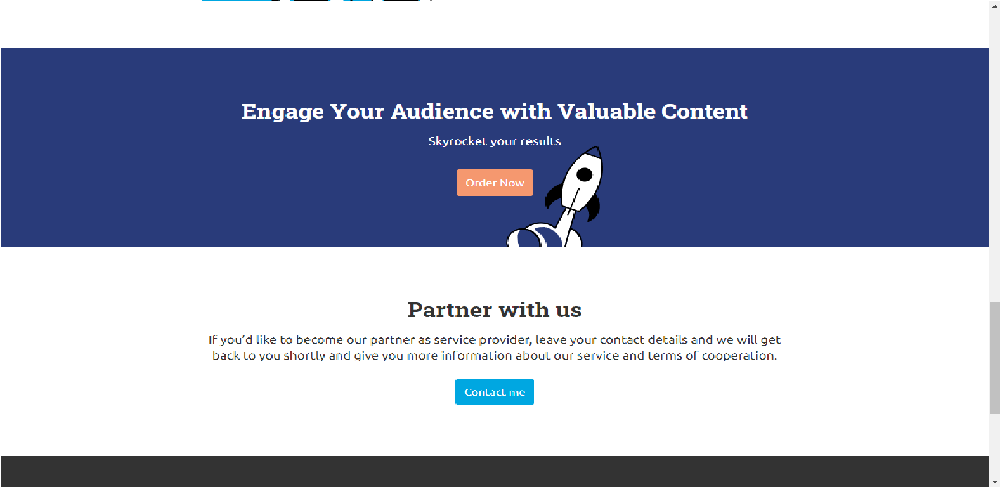 Engage Your Audience with Valuable Content
Skyrocket your results
Order Now
Partner with us
If you’d like to become our partner as service provider, leave your contact details and we will get
back to you shortly and give you more information about our service and terms of cooperation.
Contact me